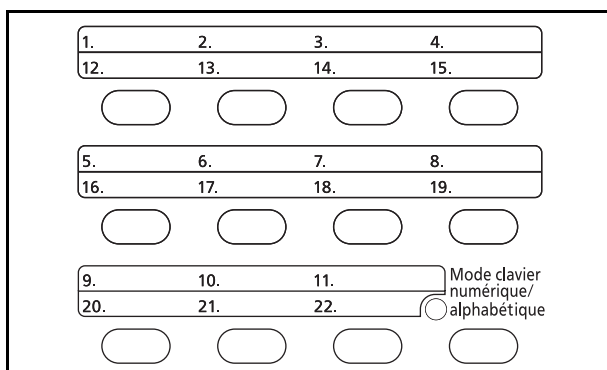 1. 2. 3. 4.
12. 13. 14. 15.
5. 6. 7. 8.
16. 17. 18. 19.
9. 10. 11.
20. 21. 22.
Mode clavier
numérique/
alphabétique